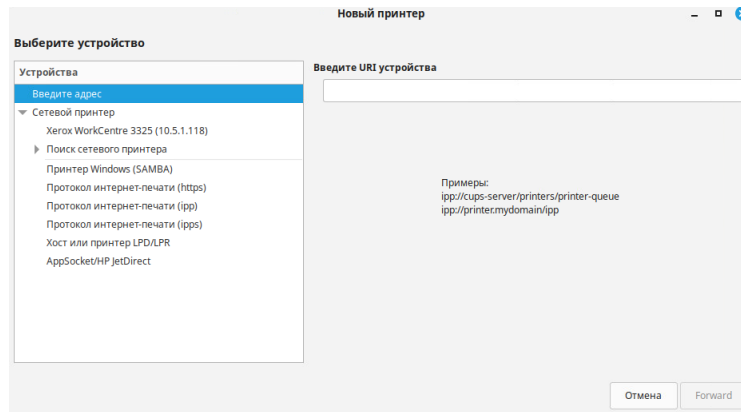 Новый принтер
Выберите устройство
Устройства
Введите адрес
Сетевой принтер
Xerox WorkCentre 3325 (10.5.1.118)
Поиск сетевого принтера
Принтер Windows (SAMBA)
Протокол интернет-печати (https)
Протокол интернет-печати (ipp)
Протокол интернет-печати (ipps)
Хост или принтер LPD/LPR
AppSocket/HP JetDirect
Введите URI устройства
Примеры:
ipp://cups-server/printers/printer-queue
ipp://printer.mydomain/ipp
Отмена
Forward